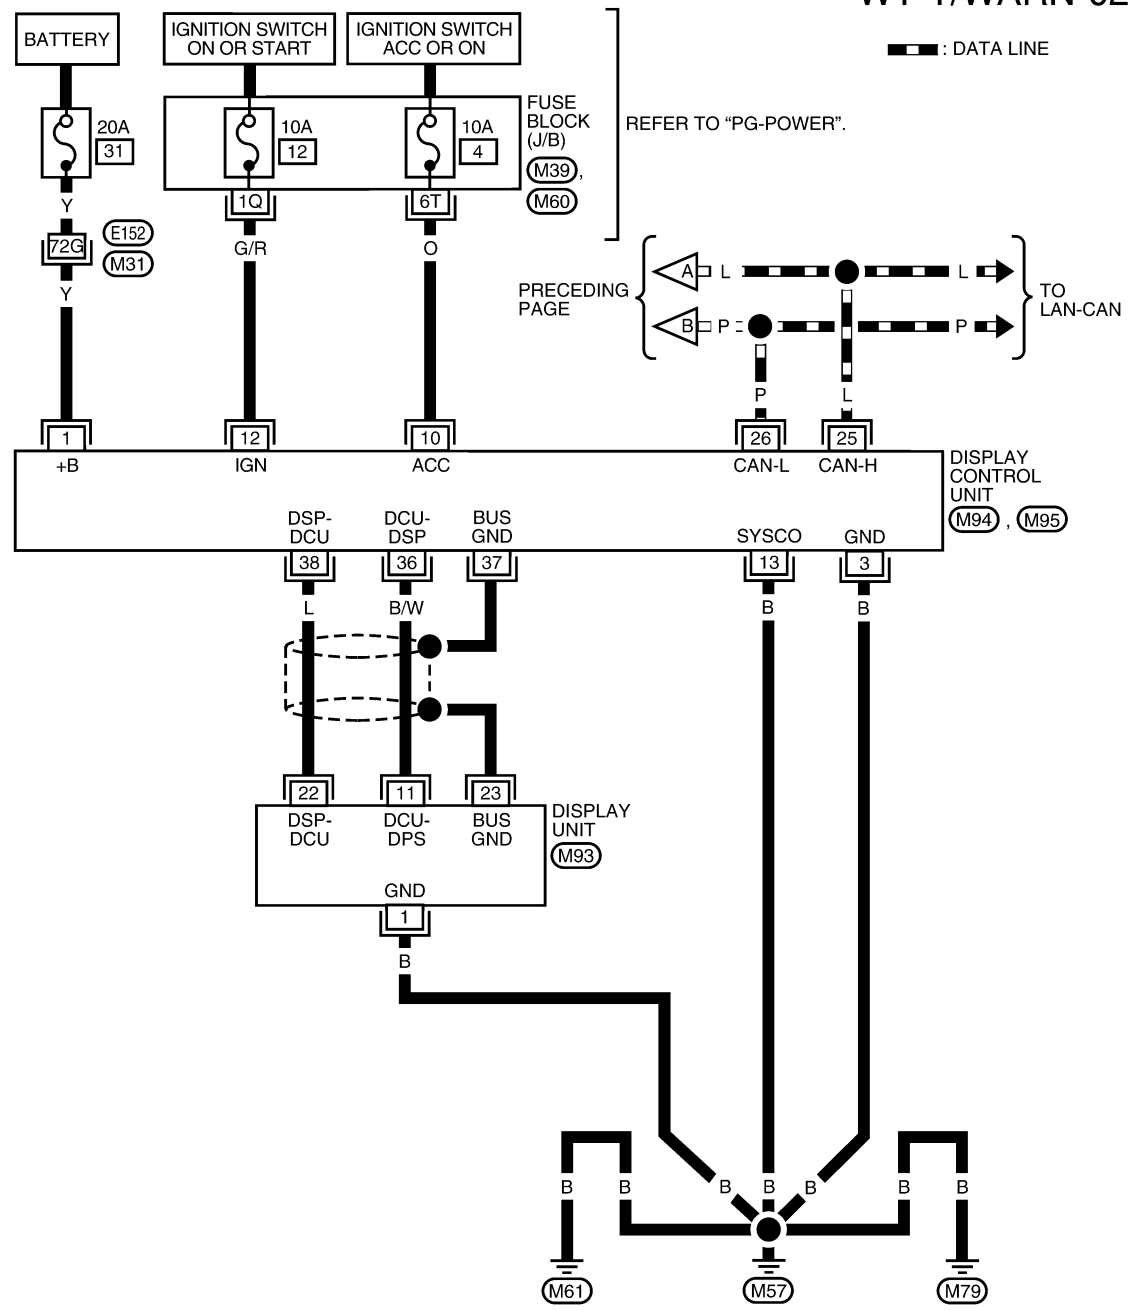 BATTERY
IGNITION SWITCH
ON OR START
IGNITION SWITCH
ACC OR ON
: DATA LINE
20A
31
10A
12
10A
4
FUSE
BLOCK
(J/B)
M39 ,
M60
REFER TO “PG-POWER”.
1Q
6T
Y
72G
E152
M31
Y
G/R
O
PRECEDING
PAGE
A
L
L
B
P
P
TO
LAN-CAN
P
L
1
12
10
26
25
+B
IGN
ACC
CAN-L
CAN-H
DISPLAY
CONTROL
UNIT
M94 , M95
DSP-
DCU
DCU-
DSP
BUS
GND
SYSCO
GND
38
36
37
13
3
L
B/W
B
B
22
11
23
DSP-
DCU
DCU-
DPS
BUS
GND
DISPLAY
UNIT
M93
GND
1
B
B
B
B
B
B
B
B
M61
M57
M79